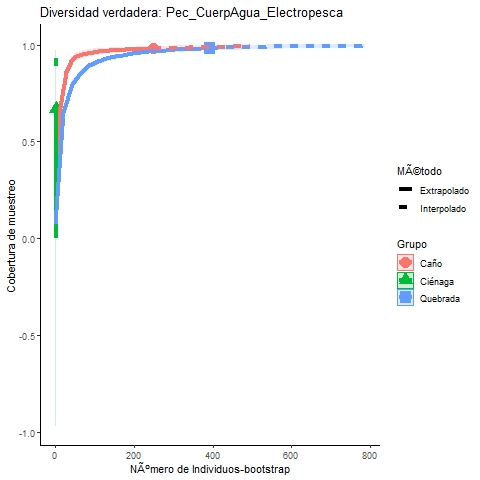 Diversidad verdadera: Pec_CuerpAgua_Electropesca
1.0
0.5
0.0
-0.5
-1.0
Cobertura de muestreo
0
200
400
600
800
NÃºmero de Individuos-bootstrap
MÃ©todo
Extrapolado
Interpolado
Grupo
Caño
Ciénaga
Quebrada